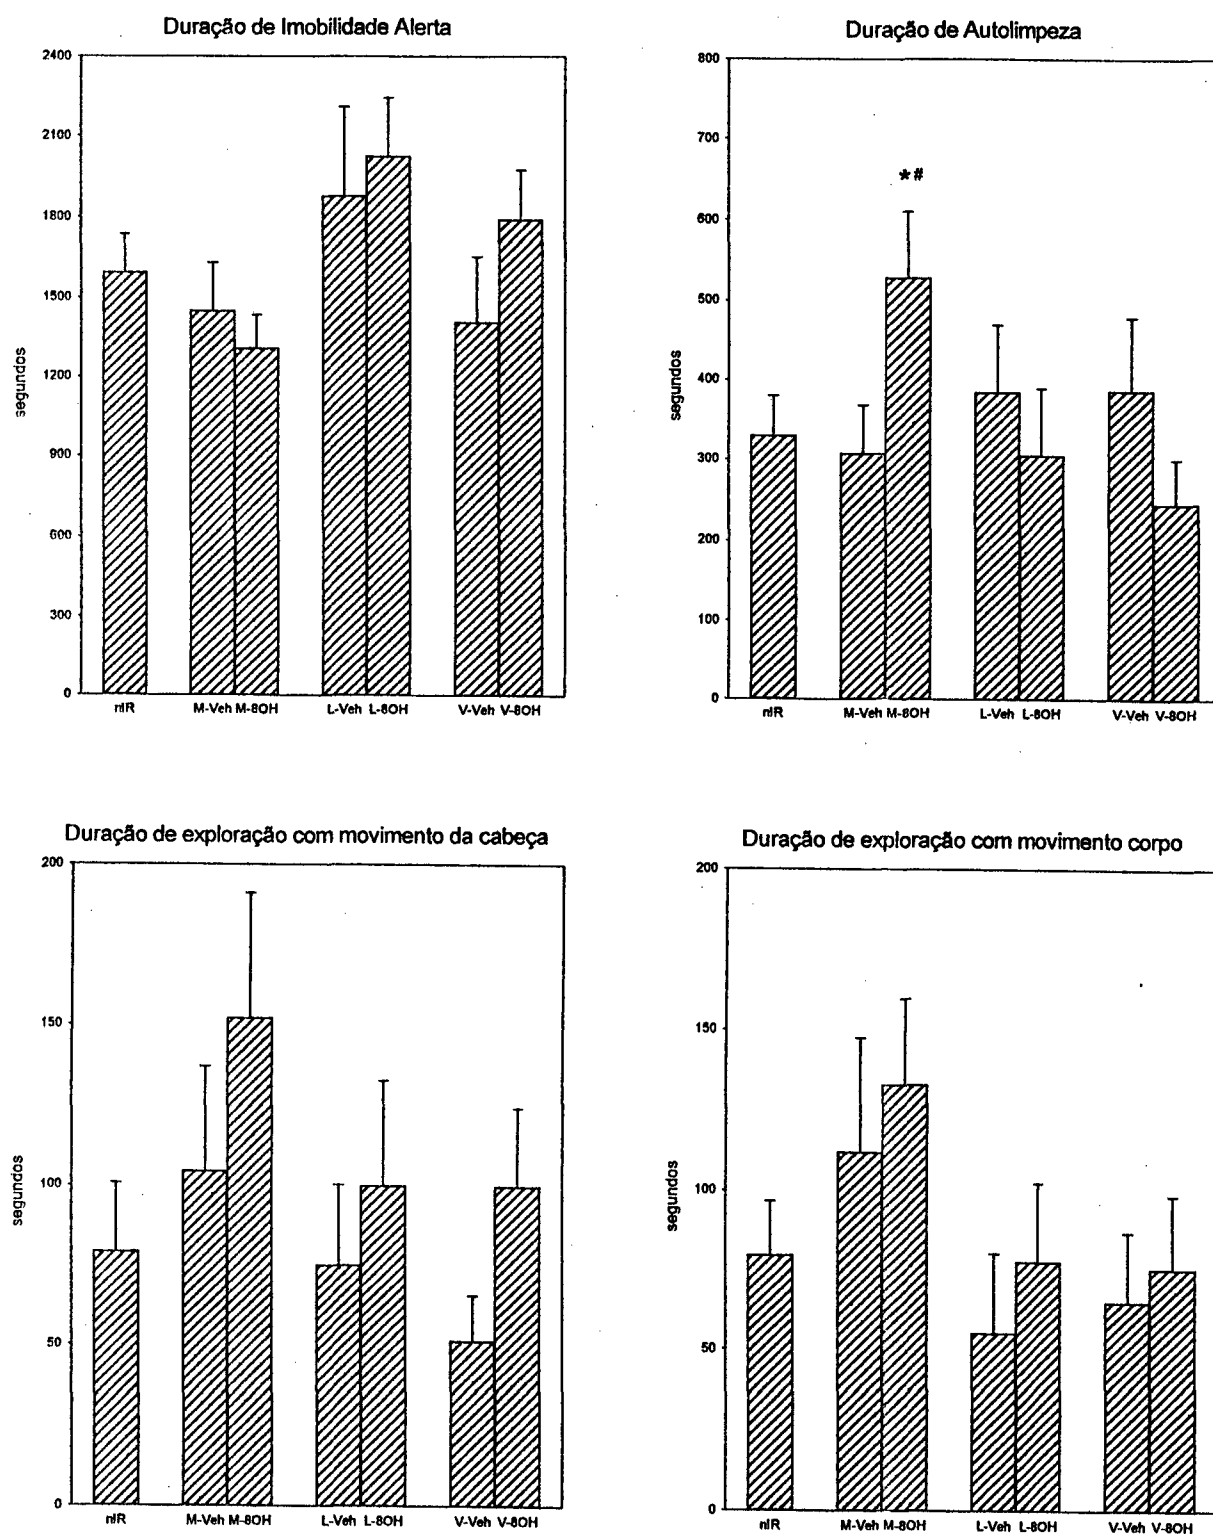 Duração de Imobilidade Alerta
2400
2100
1800
1500
1200
900
600
300
0
segundos
nIR M-Veh M-8OH L-Veh L-8OH V-Veh V-8OH
Duração de Autolimpeza
800
700
600
500
400
300
200
100
0
segundos
*#
nIR M-Veh M-8OH L-Veh L-8OH V-Veh V-8OH
Duração de exploração com movimento da cabeça
200
150
100
50
0
segundos
nIR M-Veh M-8OH L-Veh L-8OH V-Veh V-8OH
Duração de exploração com movimento corpo
200
150
100
50
0
segundos
nIR M-Veh M-8OH L-Veh L-8OH V-Veh V-8OH